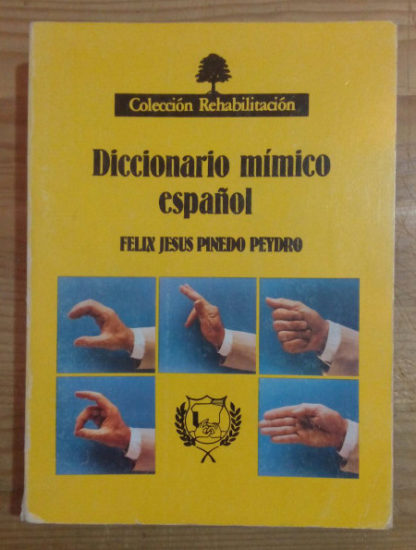 Colección Rehabilitación
Diccionario mímico
español
FELIX JESUS PINEDO PEYDRO